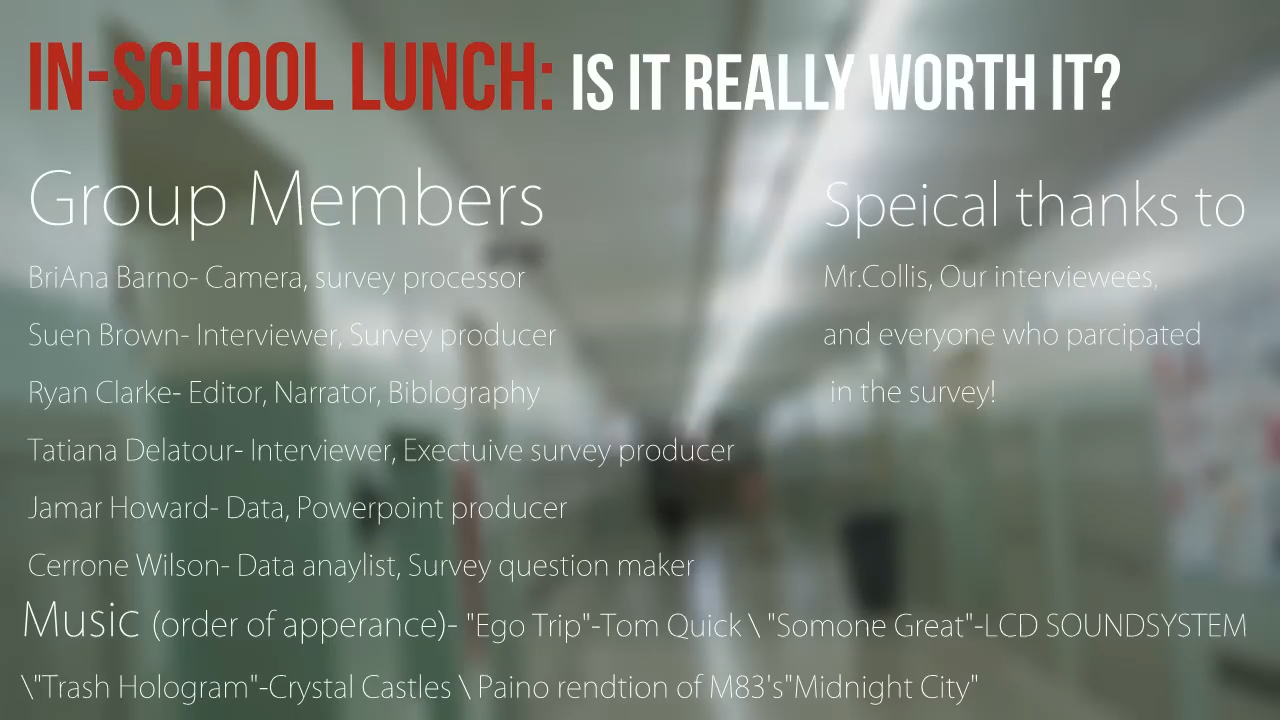 IN-SCHOOL LUNCH: IS IT REALLY WORTH IT?
Group Members
BriAna Barno- Camera, survey processor
Suen Brown- Interviewer, Survey producer
Ryan Clarke- Editor, Narrator, Biblography
Tatiana Delatour- Interviewer, Exectuive survey producer
Jamar Howard- Data, Powerpoint producer
Cerrone Wilson- Data anaylist, Survey question maker
Speical thanks to
Mr.Collis, Our interviewees,
and everyone who parcipated
in the survey!
Music (order of apperance)- "Ego Trip"-Tom Quick \ "Somone Great"-LCD SOUNDSYSTEM
\"Trash Hologram"-Crystal Castles \ Paino rendtion of M83's"Midnight City"